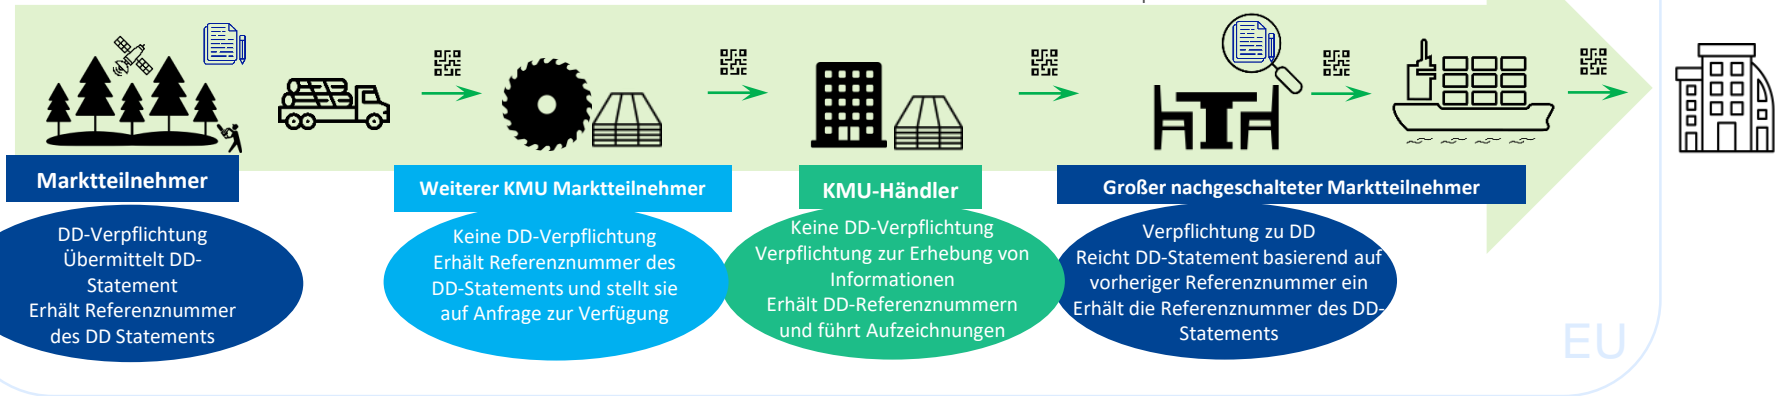 Marktteilnehmer
DD-Verpflichtung
Übermittelt DD-
Statement
Erhält Referenznummer
des DD Statements
Weiterer KMU Marktteilnehmer
Keine DD-Verpflichtung
Erhält Referenznummer des
DD-Statements und stellt sie
auf Anfrage zur Verfügung
KMU-Händler
Keine DD-Verpflichtung
Verpflichtung zur Erhebung von
Informationen
Erhält DD-Referenznummern
und führt Aufzeichnungen
Großer nachgeschalteter Marktteilnehmer
Verpflichtung zu DD
Reicht DD-Statement basierend auf
vorheriger Referenznummer ein
Erhält die Referenznummer des DD-
Statements
EU